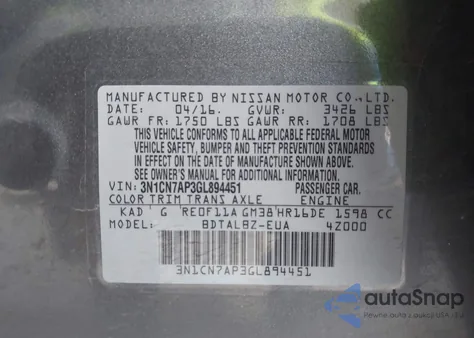 MANUFACTURED BY NISSAN MOTOR CO., LTD.
DATE: 04/16. GVWR: 3426 LBS
GAWR FR: 1750 LBS GAWR RR: 1708 LBS
THIS VEHICLE CONFORMS TO ALL APPLICABLE FEDERAL MOTOR
VEHICLE SAFETY, BUMPER AND THEFT PREVENTION STANDARDS
IN EFFECT ON THE DATE OF MANUFACTURE SHOWN ABOVE.
SEE OWNER'S MANUAL FOR ADDITIONAL INFORMATION.
VIN: 3N1CN7AP3GL894451 PASSENGER CAR.
COLOR TRIM TRANS AXLE ENGINE
KAD G RE0F11A GM38 HR16DE 1598 CC
MODEL: BDTALBZ-EUA 4Z000
3N1CN7AP3GL894451
autoSnap